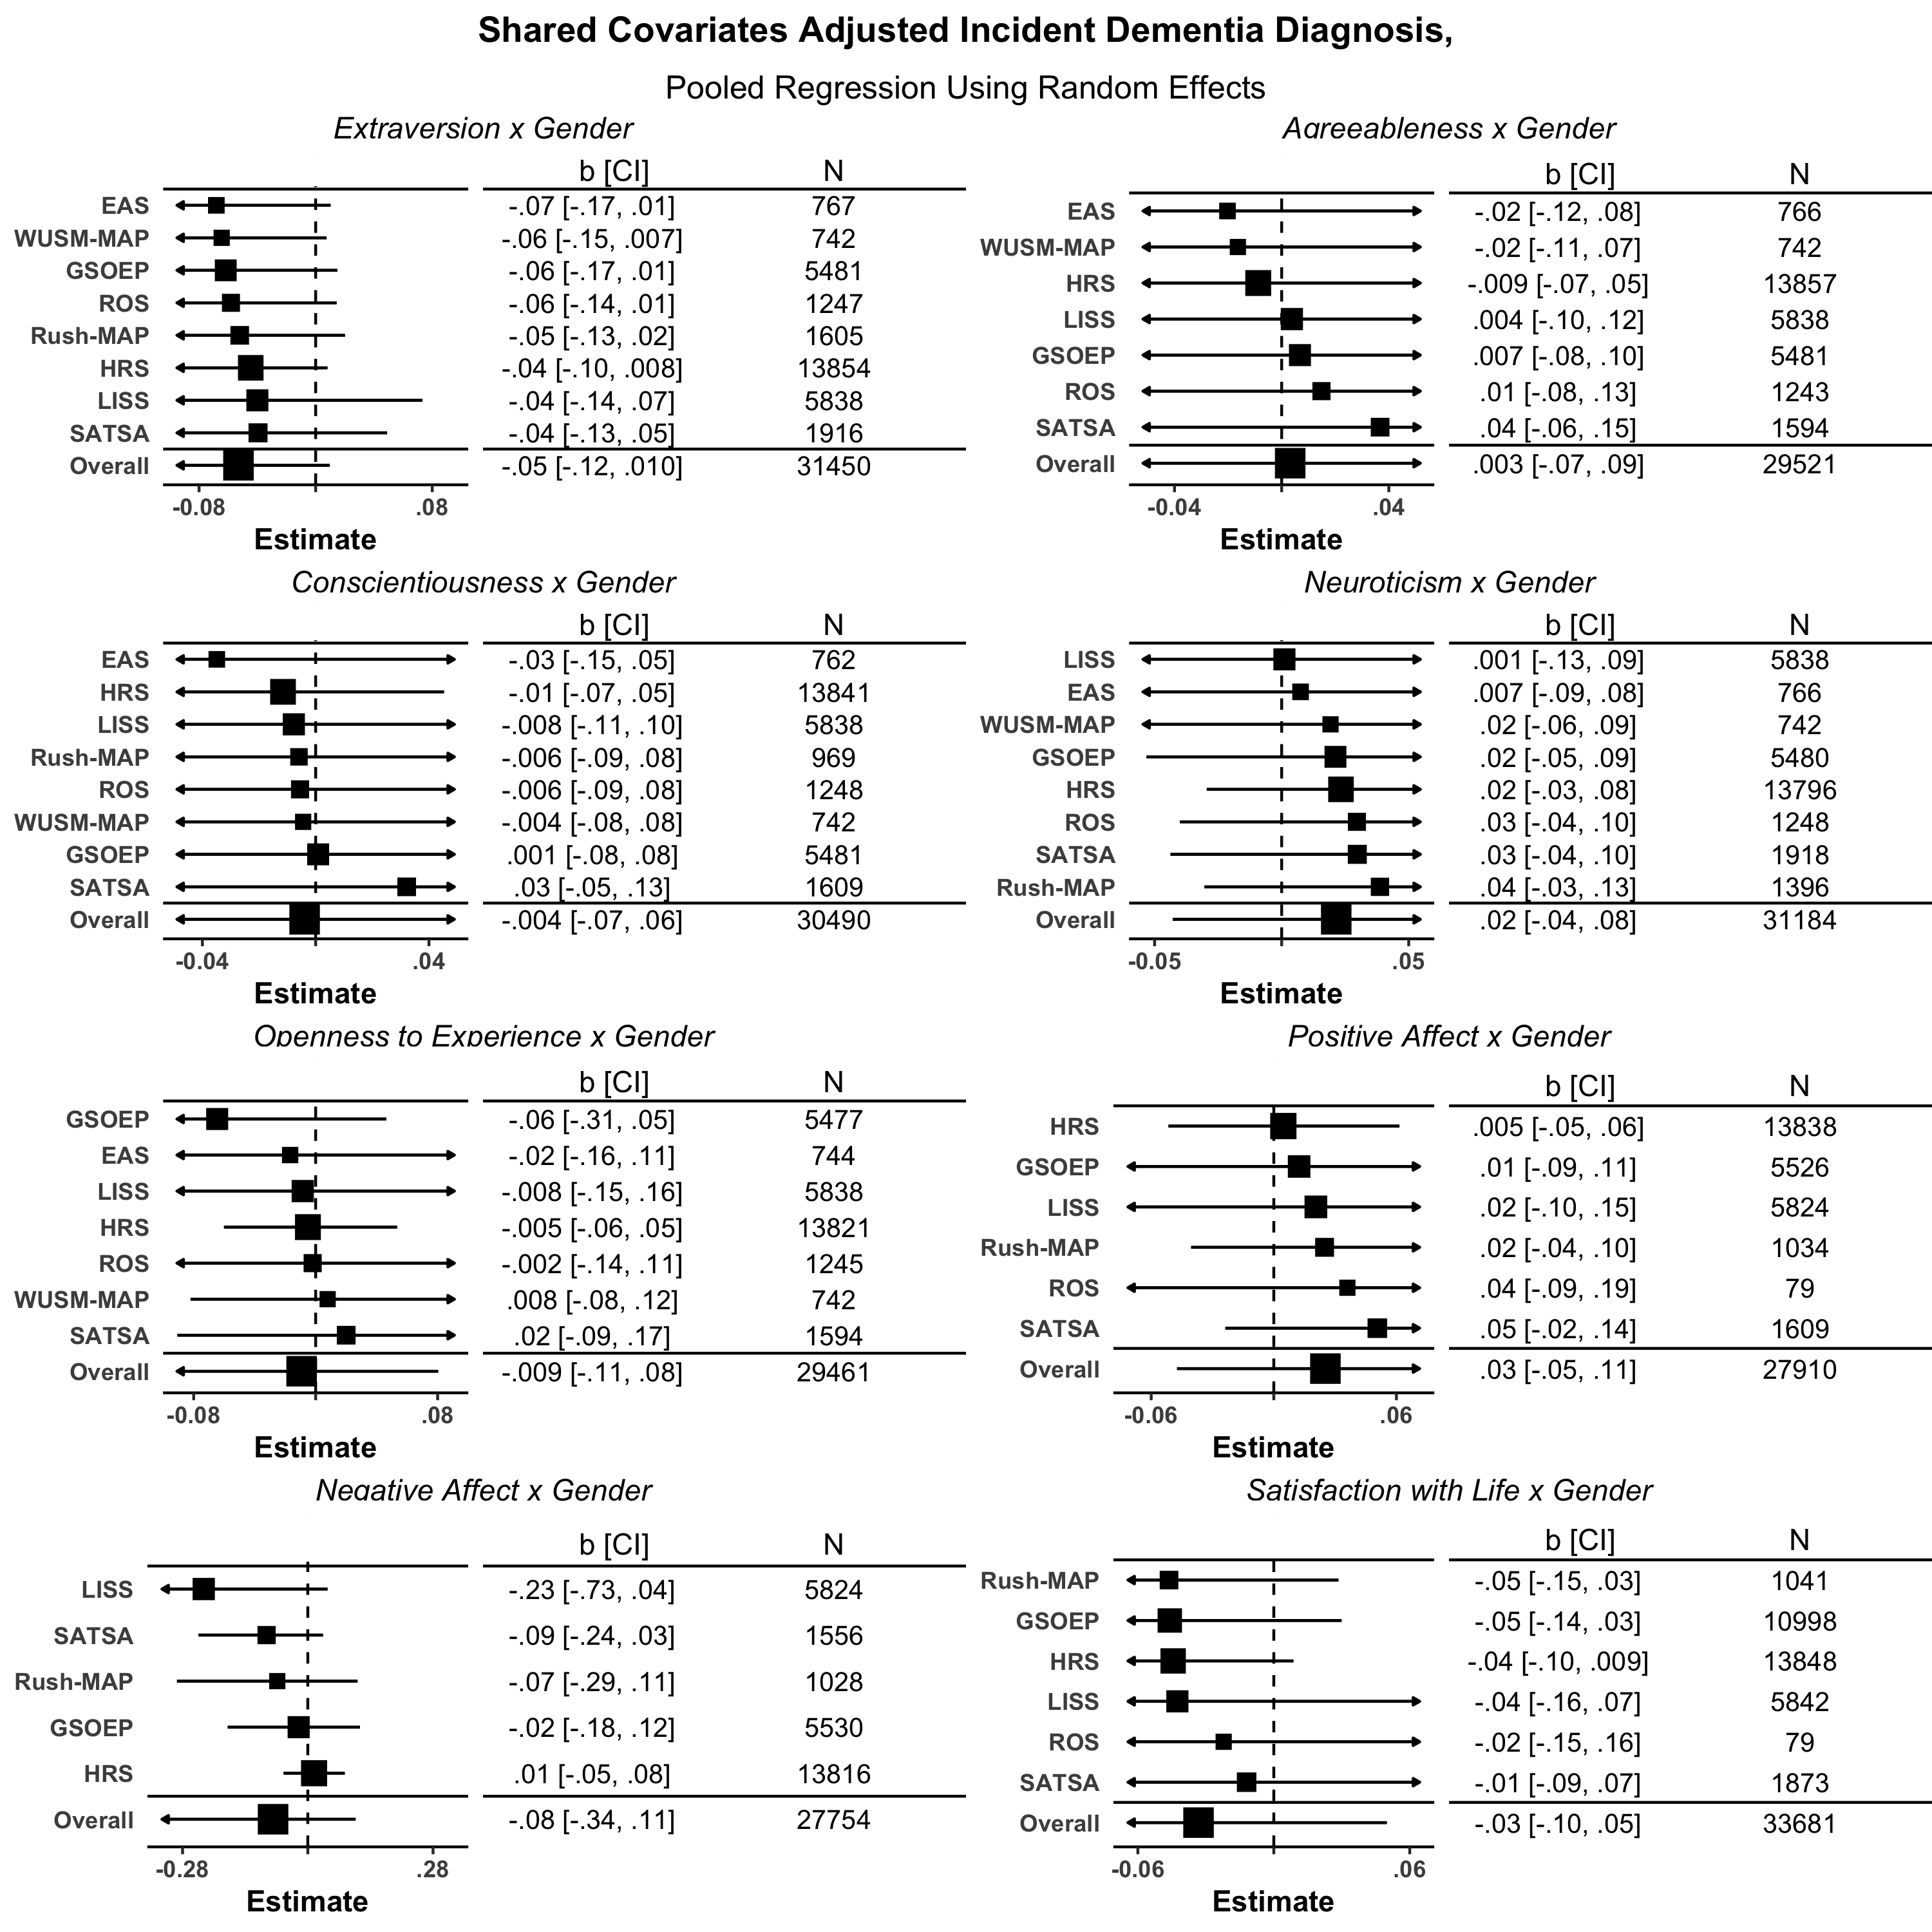 Shared Covariates Adjusted Incident Dementia Diagnosis,
Pooled Regression Using Random Effects
Extraversion x Gender
b [CI] N
EAS -.07 [-.17, .01] 767
WUSM-MAP -.06 [-.15, .007] 742
GSOEP -.06 [-.17, .01] 5481
ROS -.06 [-.14, .01] 1247
Rush-MAP -.05 [-.13, .02] 1605
HRS -.04 [-.10, .008] 13854
LISS -.04 [-.14, .07] 5838
SATSA -.04 [-.13, .05] 1916
Overall -.05 [-.12, .010] 31450
-0.08 .08
Estimate
Agreeableness x Gender
b [CI] N
EAS -.02 [-.12, .08] 766
WUSM-MAP -.02 [-.11, .07] 742
HRS -.009 [-.07, .05] 13857
LISS .004 [-.10, .12] 5838
GSOEP .007 [-.08, .10] 5481
ROS .01 [-.08, .13] 1243
SATSA .04 [-.06, .15] 1594
Overall .003 [-.07, .09] 29521
-0.04 .04
Estimate
Conscientiousness x Gender
b [CI] N
EAS -.03 [-.15, .05] 762
HRS -.01 [-.07, .05] 13841
LISS -.008 [-.11, .10] 5838
Rush-MAP -.006 [-.09, .08] 969
ROS -.006 [-.09, .08] 1248
WUSM-MAP -.004 [-.08, .08] 742
GSOEP .001 [-.08, .08] 5481
SATSA .03 [-.05, .13] 1609
Overall -.004 [-.07, .06] 30490
-0.04 .04
Estimate
Neuroticism x Gender
b [CI] N
LISS .001 [-.13, .09] 5838
EAS .007 [-.09, .08] 766
WUSM-MAP .02 [-.06, .09] 742
GSOEP .02 [-.05, .09] 5480
HRS .02 [-.03, .08] 13796
ROS .03 [-.04, .10] 1248
SATSA .03 [-.04, .10] 1918
Rush-MAP .04 [-.03, .13] 1396
Overall .02 [-.04, .08] 31184
-0.05 .05
Estimate
Openness to Experience x Gender
b [CI] N
GSOEP -.06 [-.31, .05] 5477
EAS -.02 [-.16, .11] 744
LISS -.008 [-.15, .16] 5838
HRS -.005 [-.06, .05] 13821
ROS -.002 [-.14, .11] 1245
WUSM-MAP .008 [-.08, .12] 742
SATSA .02 [-.09, .17] 1594
Overall -.009 [-.11, .08] 29461
-0.08 .08
Estimate
Positive Affect x Gender
b [CI] N
HRS .005 [-.05, .06] 13838
GSOEP .01 [-.09, .11] 5526
LISS .02 [-.10, .15] 5824
Rush-MAP .02 [-.04, .10] 1034
ROS .04 [-.09, .19] 79
SATSA .05 [-.02, .14] 1609
Overall .03 [-.05, .11] 27910
-0.06 .06
Estimate
Negative Affect x Gender
b [CI] N
LISS -.23 [-.73, .04] 5824
SATSA -.09 [-.24, .03] 1556
Rush-MAP -.07 [-.29, .11] 1028
GSOEP -.02 [-.18, .12] 5530
HRS .01 [-.05, .08] 13816
Overall -.08 [-.34, .11] 27754
-0.28 .28
Estimate
Satisfaction with Life x Gender
b [CI] N
Rush-MAP -.05 [-.15, .03] 1041
GSOEP -.05 [-.14, .03] 10998
HRS -.04 [-.10, .009] 13848
LISS -.04 [-.16, .07] 5842
ROS -.02 [-.15, .16] 79
SATSA -.01 [-.09, .07] 1873
Overall -.03 [-.10, .05] 33681
-0.06 .06
Estimate